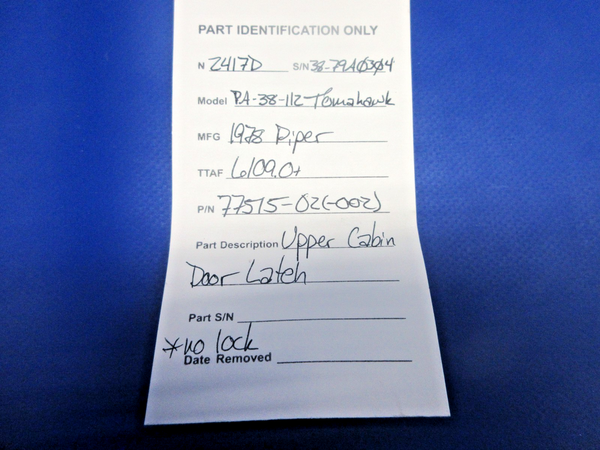 PART IDENTIFICATION ONLY
N 2417D S/N 38-79A0304
Model PA-38-112 Tomahawk
MFG 1978 Piper
TTAF 6109.0+
P/N 77515-02(-002)
Part Description Upper Cabin
Door Latch
Part S/N
*no lock
Date Removed